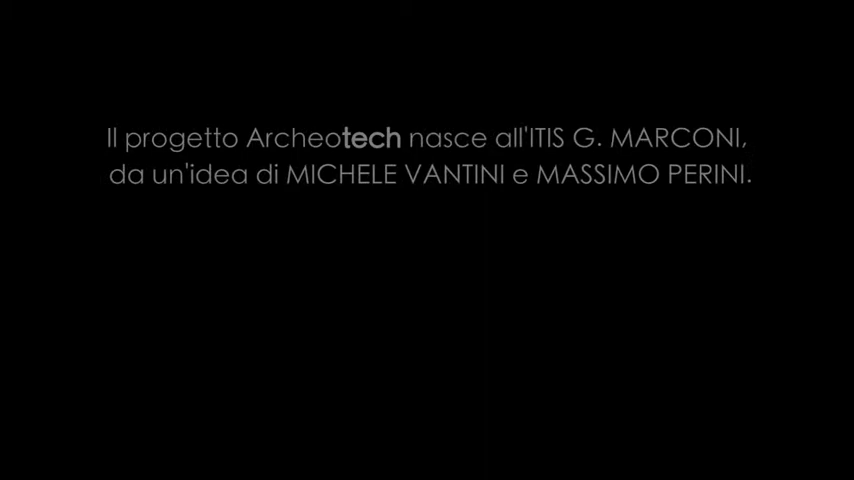 Il progetto Archeotech nasce all'ITIS G. MARCONI,
da un'idea di MICHELE VANTINI e MASSIMO PERINI.